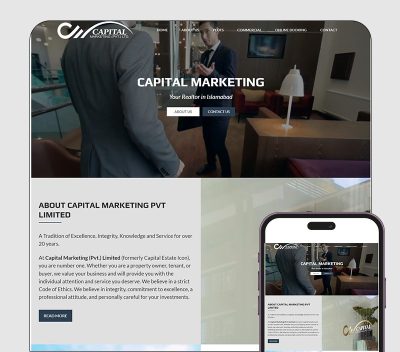 CAPITAL
MARKETING (PVT) LTD.
HOME ABOUT US CONTACT
COMMERCIAL ONLINE BOOKING
CAPITAL MARKETING
Your Realtor in Islamabad
ABOUT US CONTACT US
ABOUT CAPITAL MARKETING PVT
LIMITED
A Tradition of Excellence, Integrity, Knowledge and Service for over
20 years.
At Capital Marketing (Pvt.) Limited (formerly Capital Estate Icon),
you are number one. Whether you are a property owner, tenant, or
buyer, we value your business and will provide you with the
individual attention and service you deserve. We believe in a strict
Code of Ethics. We believe in integrity, commitment to excellence, a
professional attitude, and personally careful for your investments.
READ MORE
CAPITAL MARKETING
ABOUT CAPITAL MARKETING PVT
LIMITED